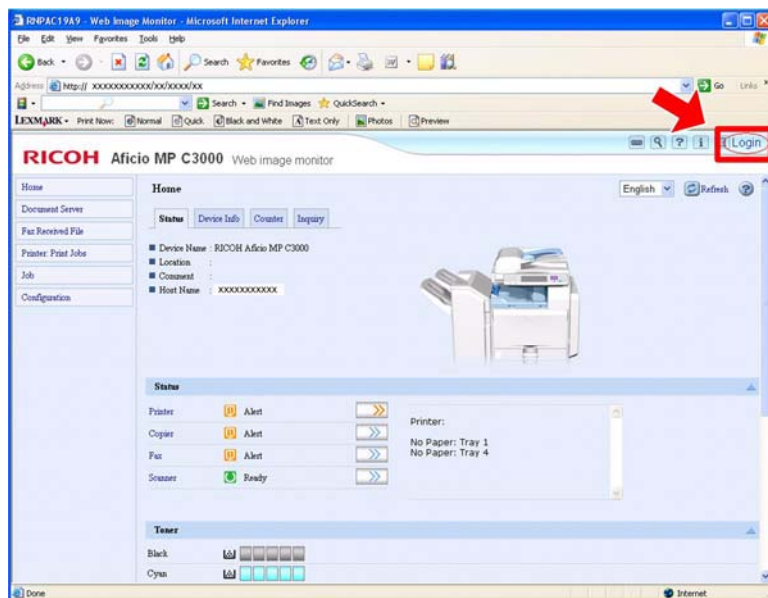 RNPAC19A9 - Web Image Monitor - Microsoft Internet Explorer
File Edit View Favorites Tools Help
Back Search Favorites
Address http:// xxxxxxxxxxxx/xx/xxxx/xx Go Links
Search Find Images QuickSearch
LEXMARK Print Now: Normal Quick Black and White Text Only Photos Preview
Login
RICOH Aficio MP C3000 Web image monitor
Home
Document Server
Fax Received File
Printer: Print Jobs
Job
Configuration
Home
English Refresh
Status Device Info Counter Inquiry
Device Name : RICOH Aficio MP C3000
Location :
Comment :
Host Name : XXXXXXXXXXX
Status
Printer Alert
Copier Alert
Fax Alert
Scanner Ready
Printer:
No Paper: Tray 1
No Paper: Tray 4
Toner
Black
Cyan
Done Internet